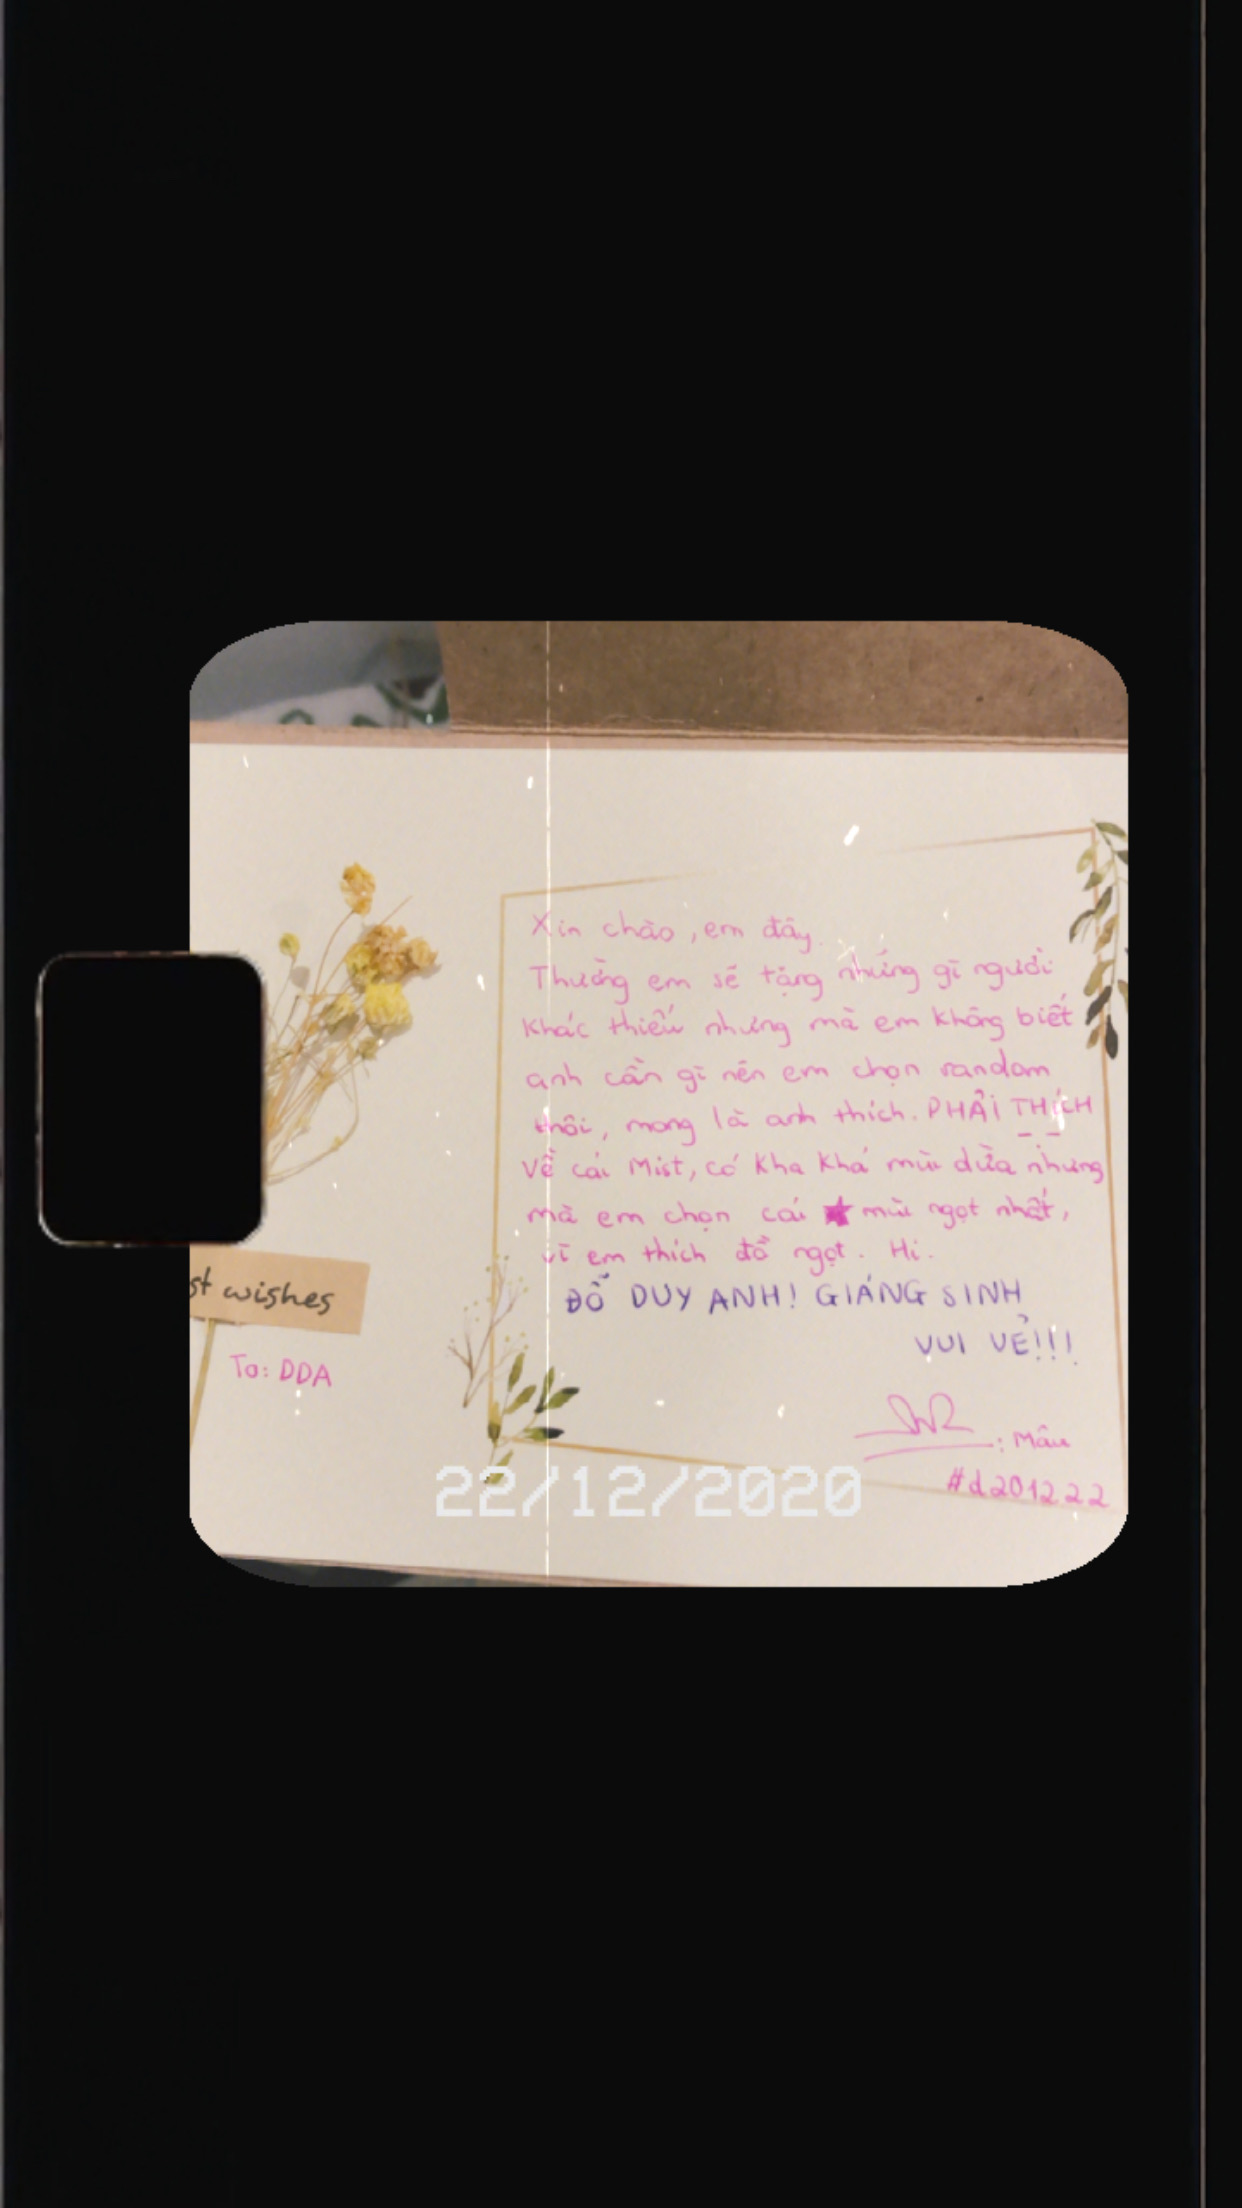 Xin chào, em đây.
Thường em sẽ tặng những gì người
khác thiếu nhưng mà em không biết
anh cần gì nên em chọn random
thôi, mong là anh thích. PHẢI THÍCH
Về cái Mist, có kha khá mùi dừa nhưng
mà em chọn cái mùi ngọt nhất,
vì em thích đồ ngọt. Hi.
ĐỖ DUY ANH! GIÁNG SINH
VUI VẺ!!!
st wishes
To: DDA
: Mâu
#d201222
22/12/2020